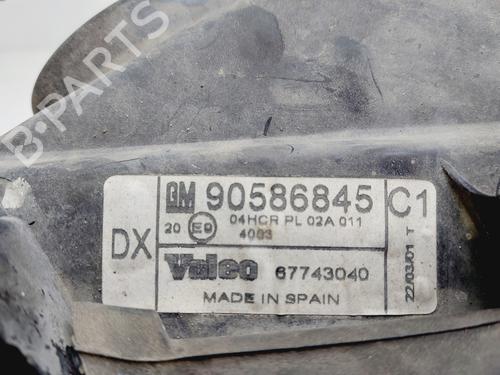 B-PARTS
GM 90586845 C1
04HCR PL 02A 011
20 E9 4003
DX
Valeo 67743040
MADE IN SPAIN
22/03/01 T